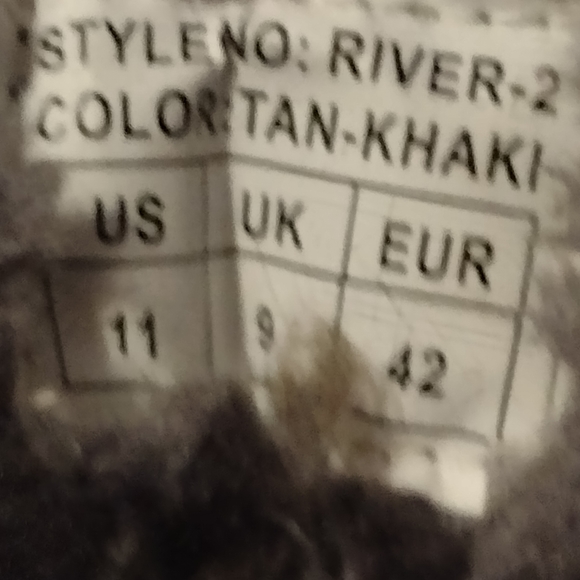 STYLENO: RIVER-2
COLOR: TAN-KHAKI
US UK EUR
11 9 42